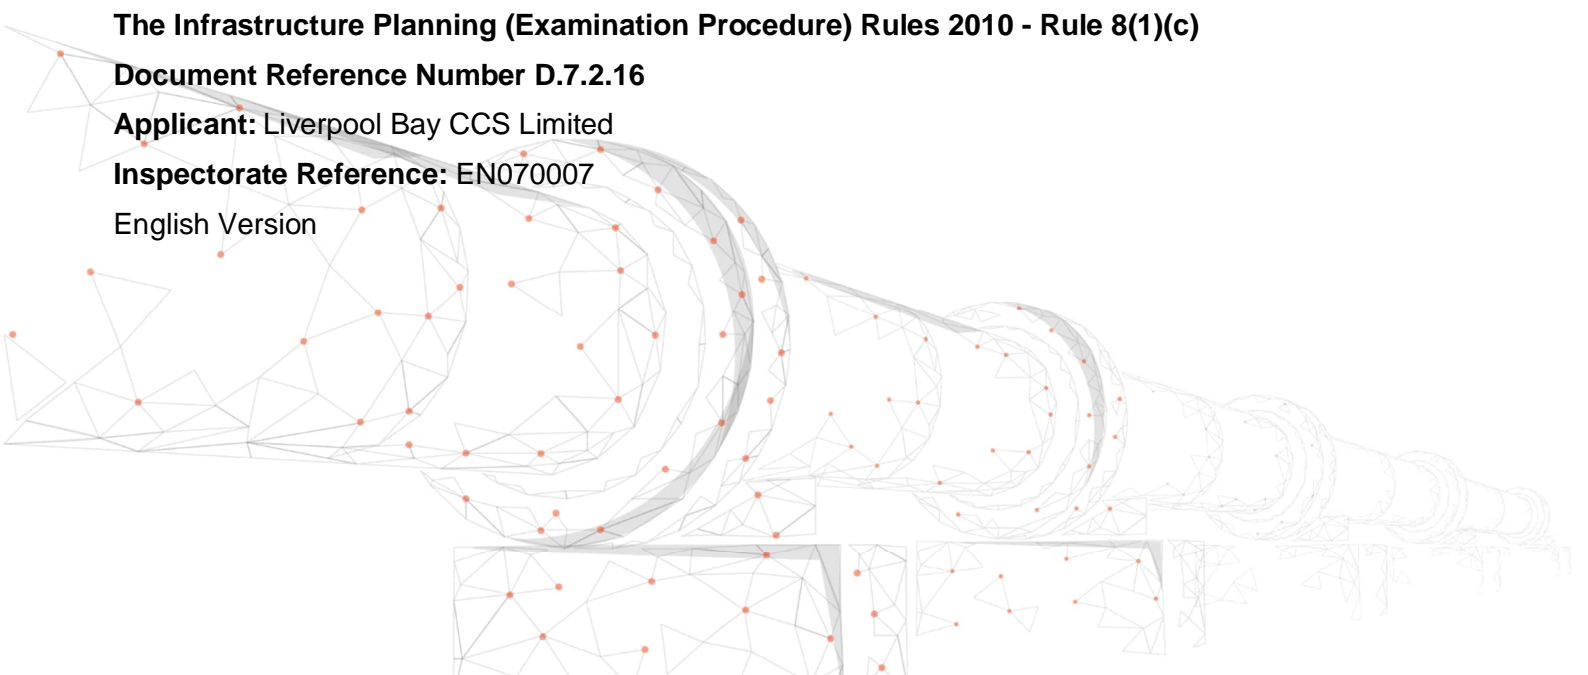 The Infrastructure Planning (Examination Procedure) Rules 2010 - Rule 8(1)(c)
Document Reference Number D.7.2.16
Applicant: Liverpool Bay CCS Limited
Inspectorate Reference: EN070007
English Version